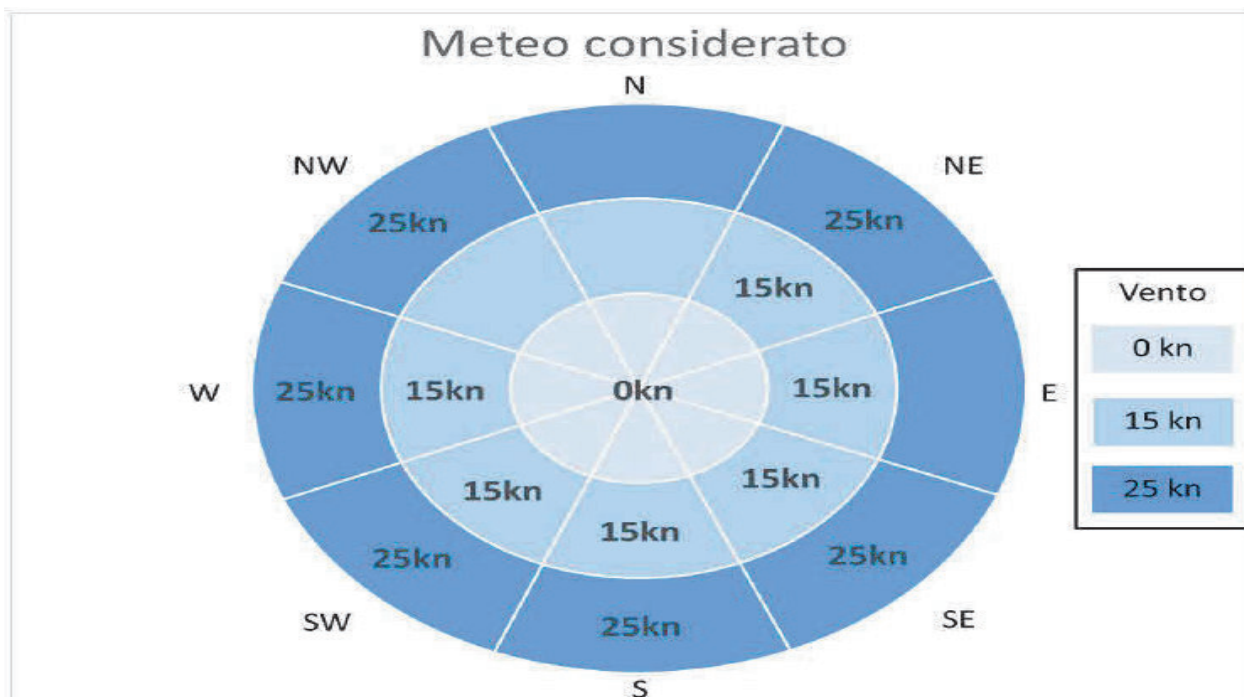 Meteo considerato
N
NW
NE
25kn
25kn
15kn
Vento
0 kn
W
25kn
15kn
0kn
15kn
E
15 kn
15kn
15kn
25 kn
15kn
25kn
25kn
SW
25kn
SE
S